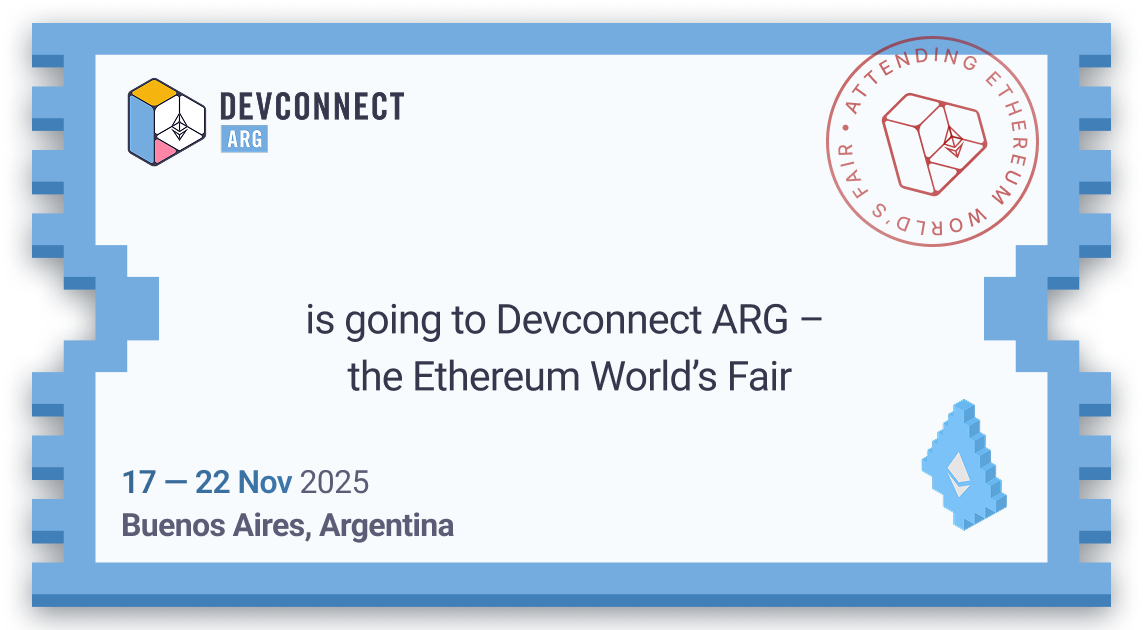 DEVCONNECT
ARG
ATTENDING ETHEREUM WORLD'S FAIR •
is going to Devconnect ARG –
the Ethereum World’s Fair
17 — 22 Nov 2025
Buenos Aires, Argentina